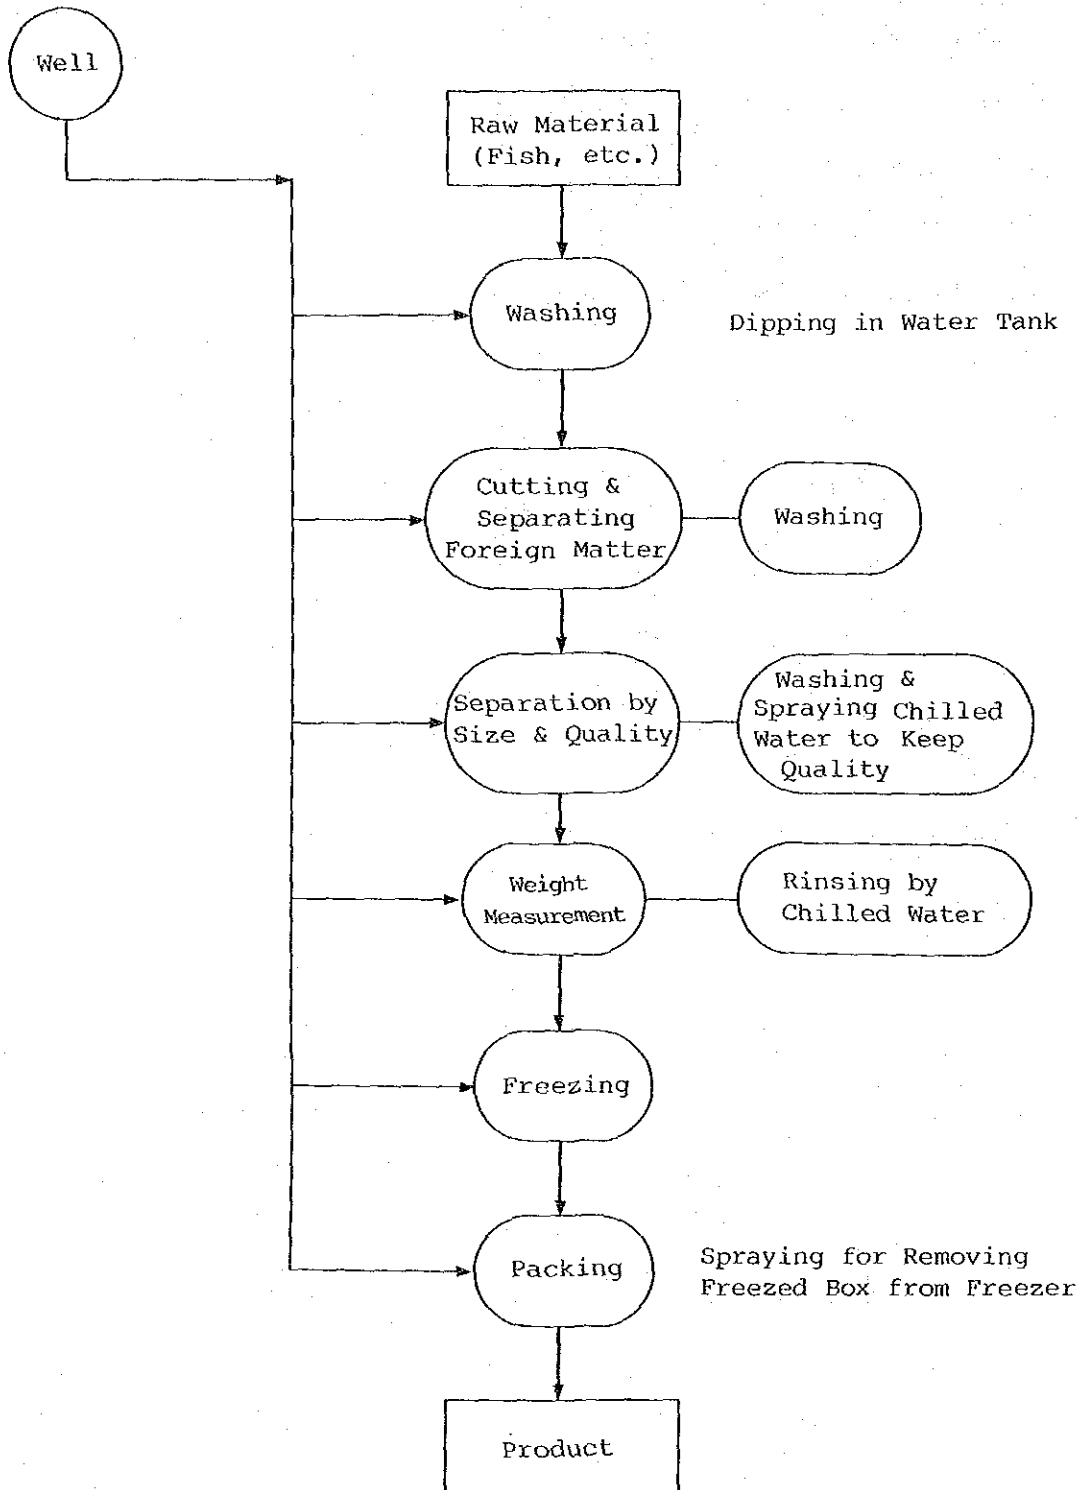 Well
Raw Material
(Fish, etc.)
Washing
Dipping in Water Tank
Cutting &
Separating
Foreign Matter
Washing
Separation by
Size & Quality
Washing &
Spraying Chilled
Water to Keep
Quality
Weight
Measurement
Rinsing by
Chilled Water
Freezing
Packing
Spraying for Removing
Freezed Box from Freezer
Product